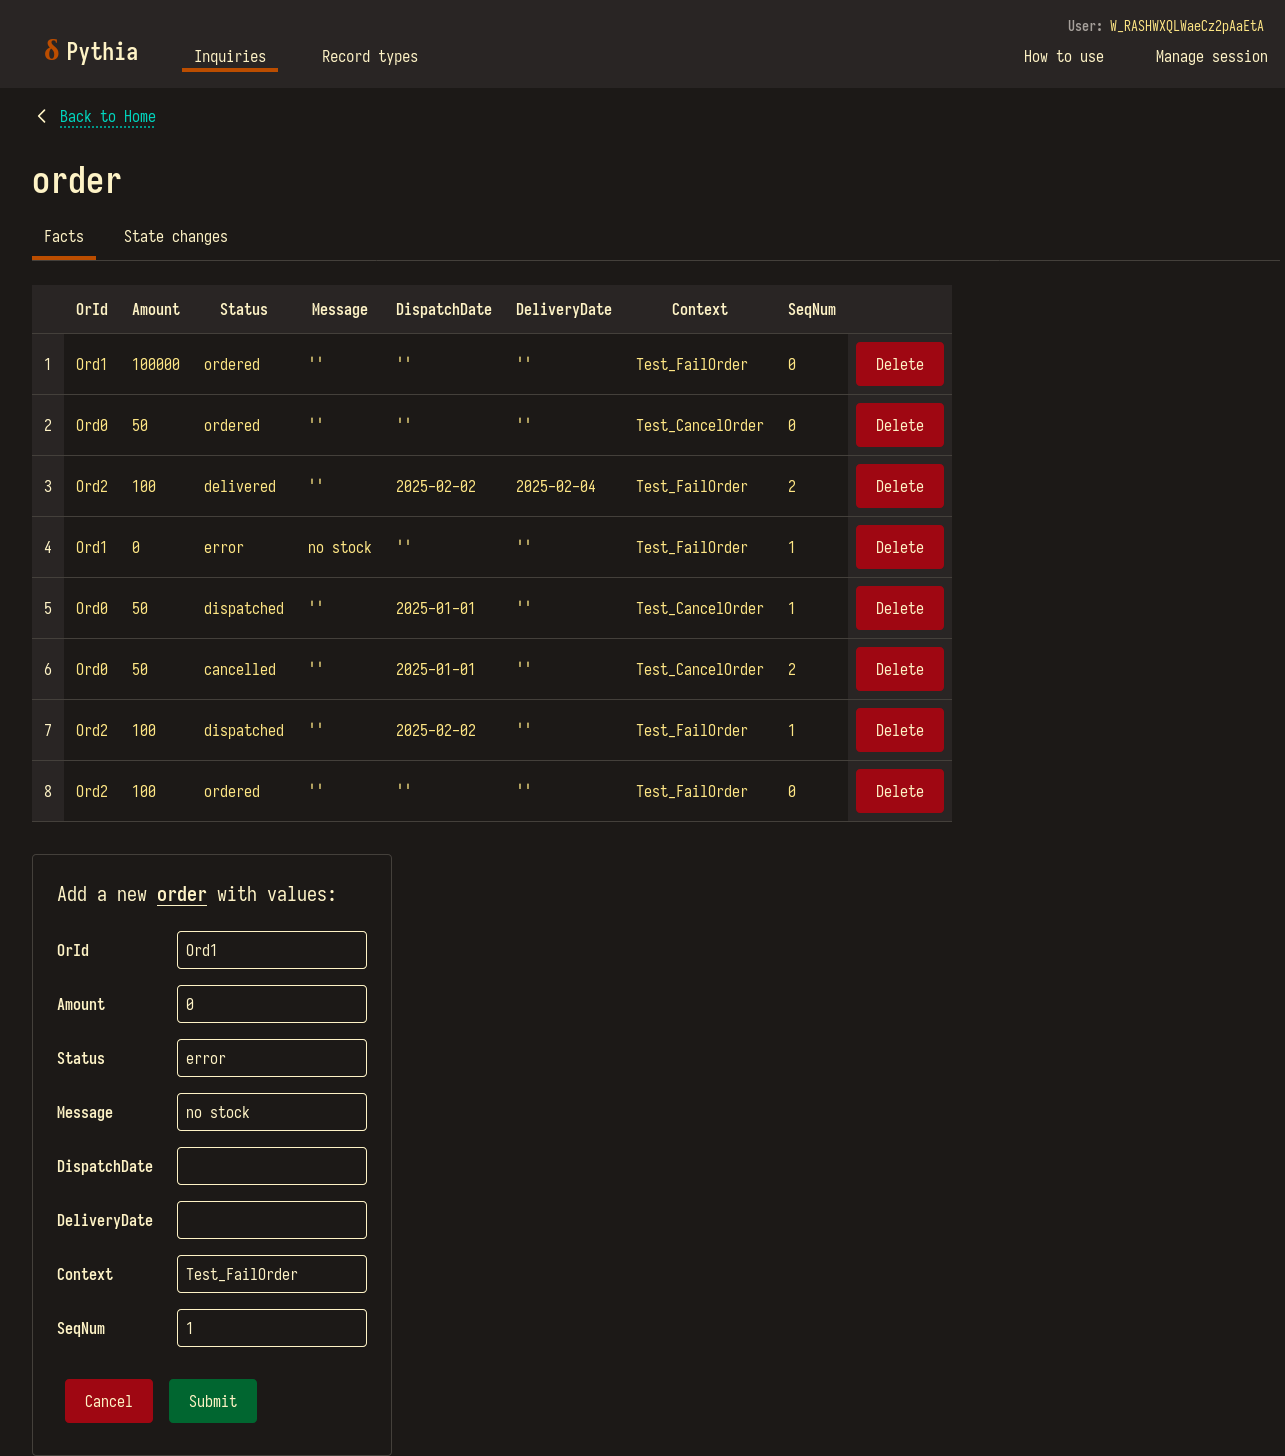 User: W_RASHWXQLWaeCz2pAaEtA
δ Pythia Inquiries Record types How to use Manage session
Back to Home
order
Facts State changes
OrId Amount Status Message DispatchDate DeliveryDate Context SeqNum
1 Ord1 100000 ordered '' '' '' Test_FailOrder 0 Delete
2 Ord0 50 ordered '' '' '' Test_CancelOrder 0 Delete
3 Ord2 100 delivered '' 2025-02-02 2025-02-04 Test_FailOrder 2 Delete
4 Ord1 0 error no stock '' '' Test_FailOrder 1 Delete
5 Ord0 50 dispatched '' 2025-01-01 '' Test_CancelOrder 1 Delete
6 Ord0 50 cancelled '' 2025-01-01 '' Test_CancelOrder 2 Delete
7 Ord2 100 dispatched '' 2025-02-02 '' Test_FailOrder 1 Delete
8 Ord2 100 ordered '' '' '' Test_FailOrder 0 Delete
Add a new order with values:
OrId Ord1
Amount 0
Status error
Message no stock
DispatchDate
DeliveryDate
Context Test_FailOrder
SeqNum 1
Cancel Submit